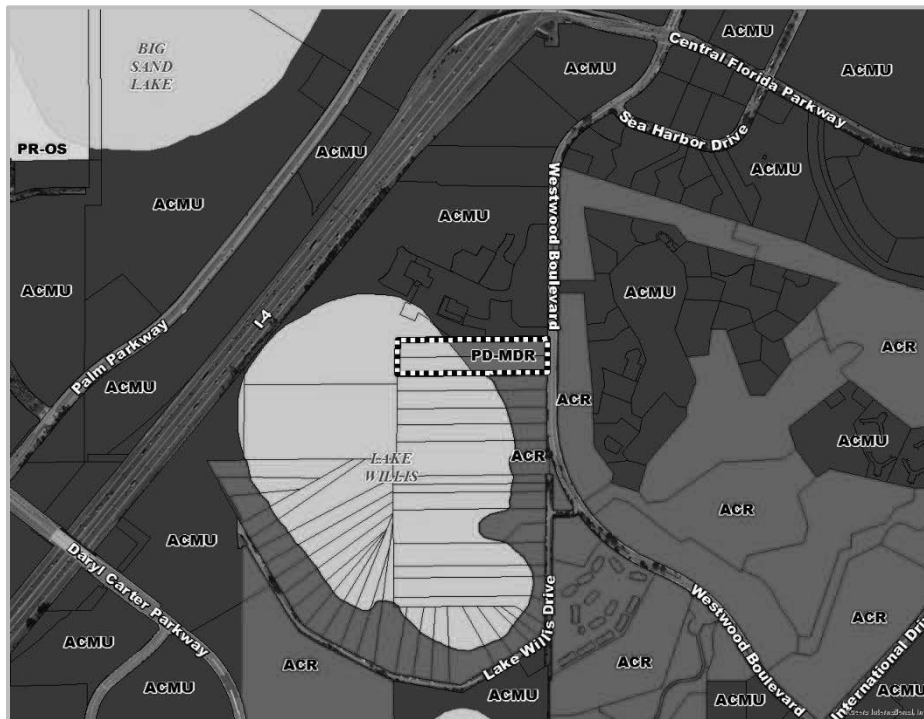 BIG
SAND
LAKE
PR-OS
ACMU
ACMU
ACMU
ACMU
Central Florida Parkway
ACMU
Sea Harbor Drive
ACMU
ACMU
ACMU
Westwood Boulevard
ACMU
I-4
Palm Parkway
ACMU
ACMU
ACR
PD-MDR
ACR
ACMU
LAKE
WILLIS
ACR
ACR
ACMU
Daryl Carter Parkway
Lake Willis Drive
Westwood Boulevard
ACMU
ACR
ACR
ACR
ACMU
ACMU
International Dri